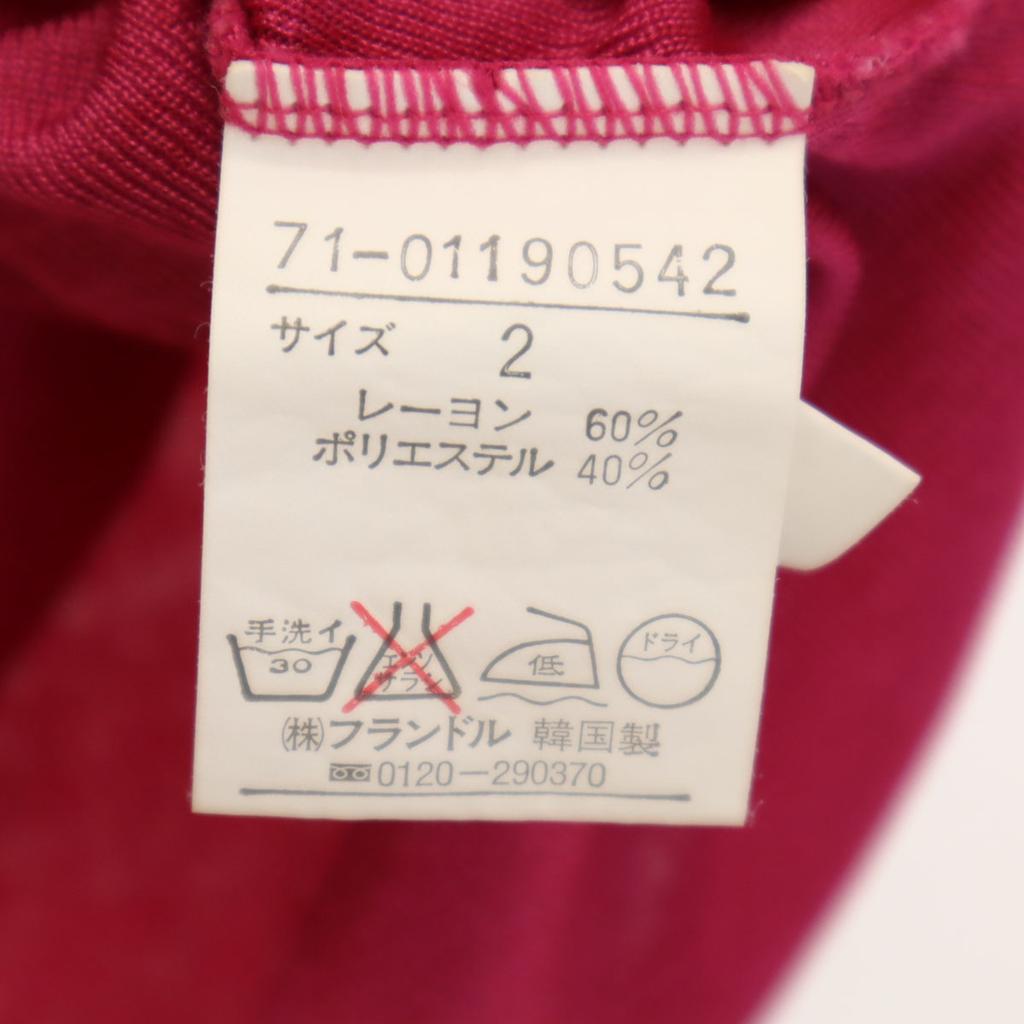 71-01190542
サイズ 2
レーヨン 60%
ポリエステル 40%
手洗イ
30
エンソ
サラシ
低
ドライ
㈱フランドル 韓国製
0120-290370